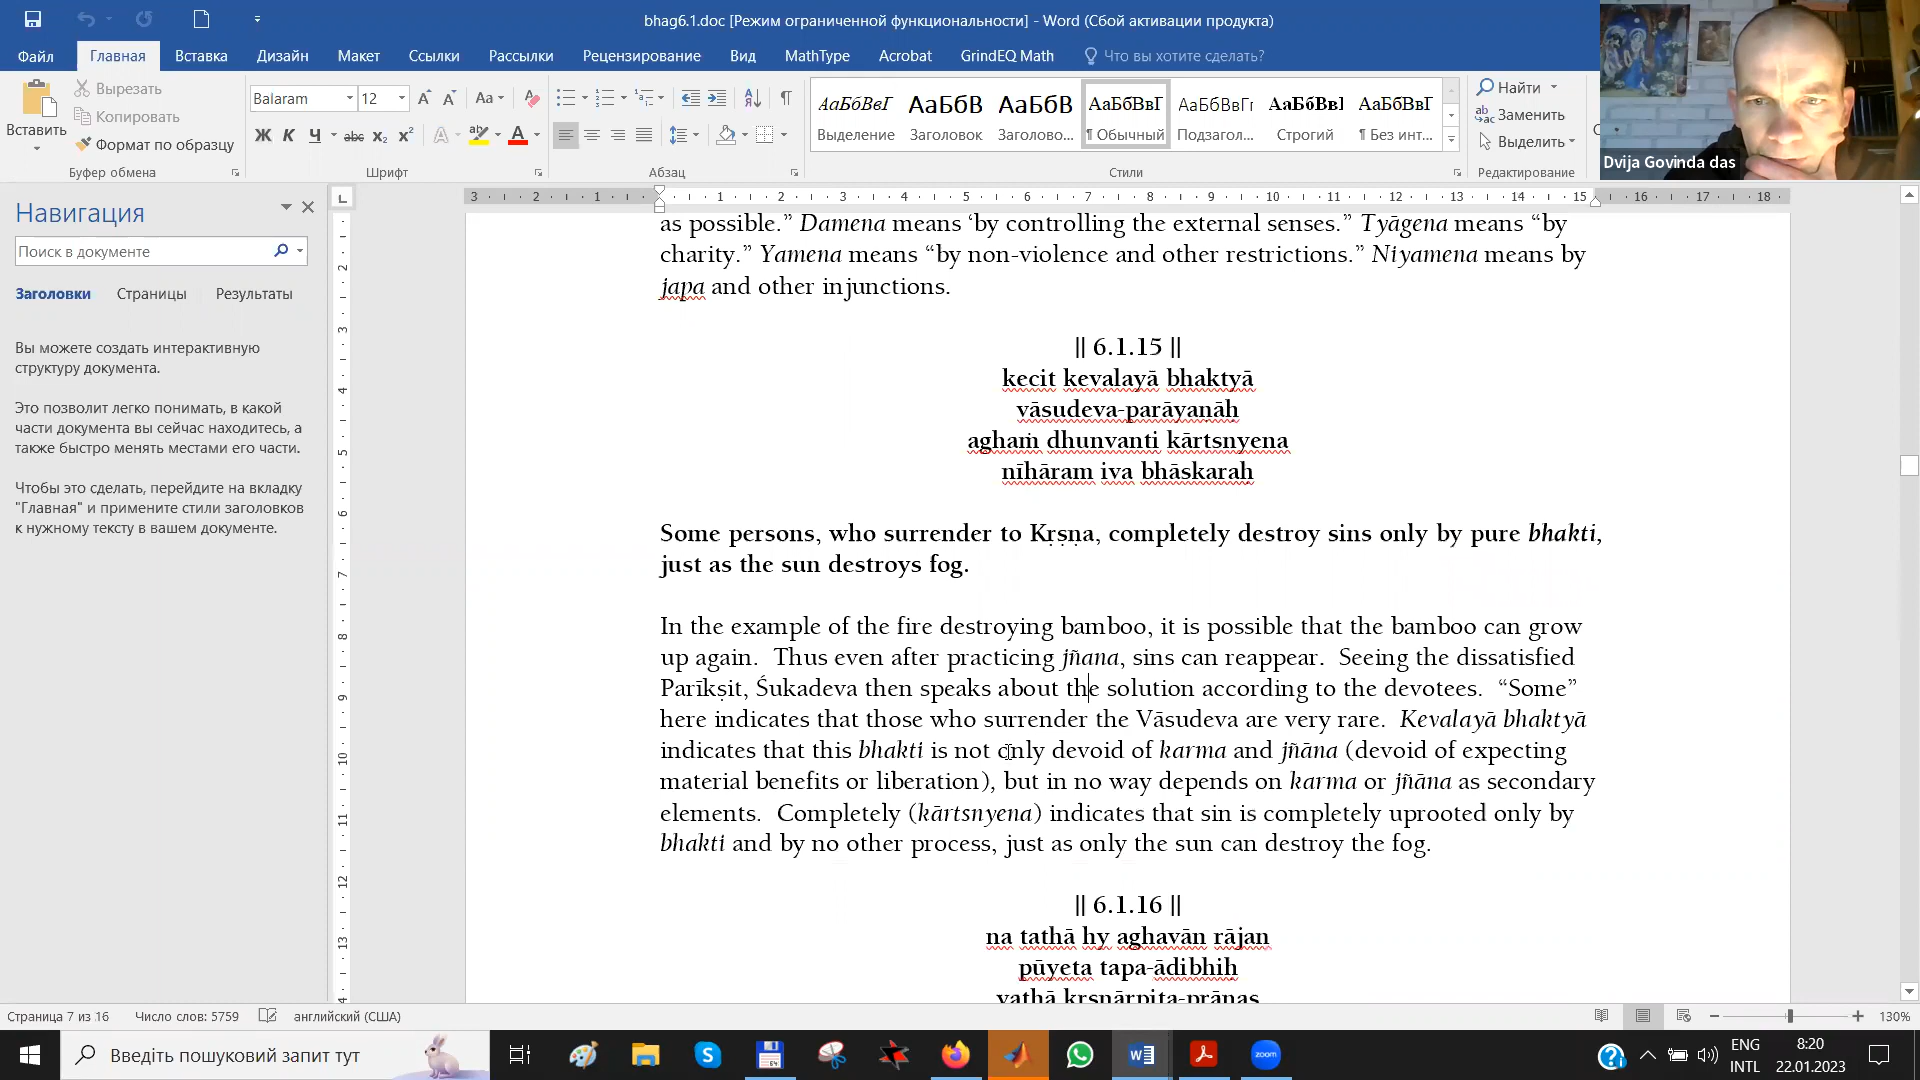 bhag6.1.doc [Режим ограниченной функциональности] - Word (Сбой активации продукта)
Файл Главная Вставка Дизайн Макет Ссылки Рассылки Рецензирование Вид MathType Acrobat GrindEQ Math Что вы хотите сделать?
Вставить
Вырезать
Копировать
Формат по образцу
Буфер обмена
Balaram 12
Шрифт
Абзац
АаБбВвГ АаБбВ АаБбВ АаБбВвГ АаБбВвГг АаБбВвІ АаБбВвГг
Выделение Заголовок Заголово... ¶ Обычный Подзагол... Строгий ¶ Без инт...
Стили
Найти
Заменить
Выделить
Редактирование
Dvija Govinda das
Навигация
Поиск в документе
Заголовки Страницы Результаты
Вы можете создать интерактивную
структуру документа.
Это позволит легко понимать, в какой
части документа вы сейчас находитесь, а
также быстро менять местами его части.
Чтобы это сделать, перейдите на вкладку
"Главная" и примените стили заголовков
к нужному тексту в вашем документе.
as possible.” Damena means ‘by controlling the external senses.” Tyāgena means “by
charity.” Yamena means “by non-violence and other restrictions.” Niyamena means by
japa and other injunctions.
|| 6.1.15 ||
kecit kevalayā bhaktyā
vāsudeva-parāyaṇāḥ
aghaṁ dhunvanti kārtsnyena
nīhāram iva bhāskaraḥ
Some persons, who surrender to Kṛṣṇa, completely destroy sins only by pure bhakti,
just as the sun destroys fog.
In the example of the fire destroying bamboo, it is possible that the bamboo can grow
up again. Thus even after practicing jñana, sins can reappear. Seeing the dissatisfied
Parīkṣit, Śukadeva then speaks about the solution according to the devotees. “Some”
here indicates that those who surrender the Vāsudeva are very rare. Kevalayā bhaktyā
indicates that this bhakti is not only devoid of karma and jñāna (devoid of expecting
material benefits or liberation), but in no way depends on karma or jñāna as secondary
elements. Completely (kārtsnyena) indicates that sin is completely uprooted only by
bhakti and by no other process, just as only the sun can destroy the fog.
|| 6.1.16 ||
na tathā hy aghavān rājan
pūyeta tapa-ādibhiḥ
yathā kṛṣṇārpita-prāṇas
Страница 7 из 16 Число слов: 5759 английский (США) 130%
Введіть пошуковий запит тут
ENG
INTL
8:20
22.01.2023